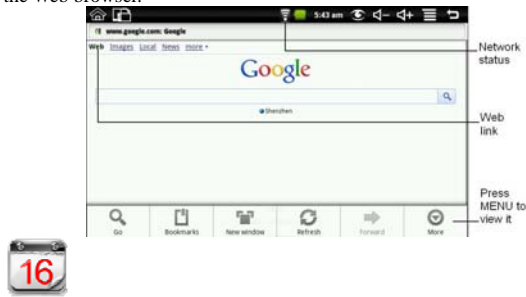 the Web browser.
5:43 am
www.google.com: Google
Web Images Local News more
Network
status
Google
Shenzhen
Web
link
Press
MENU to
view it
Go Bookmarks New window Refresh Forward More
16